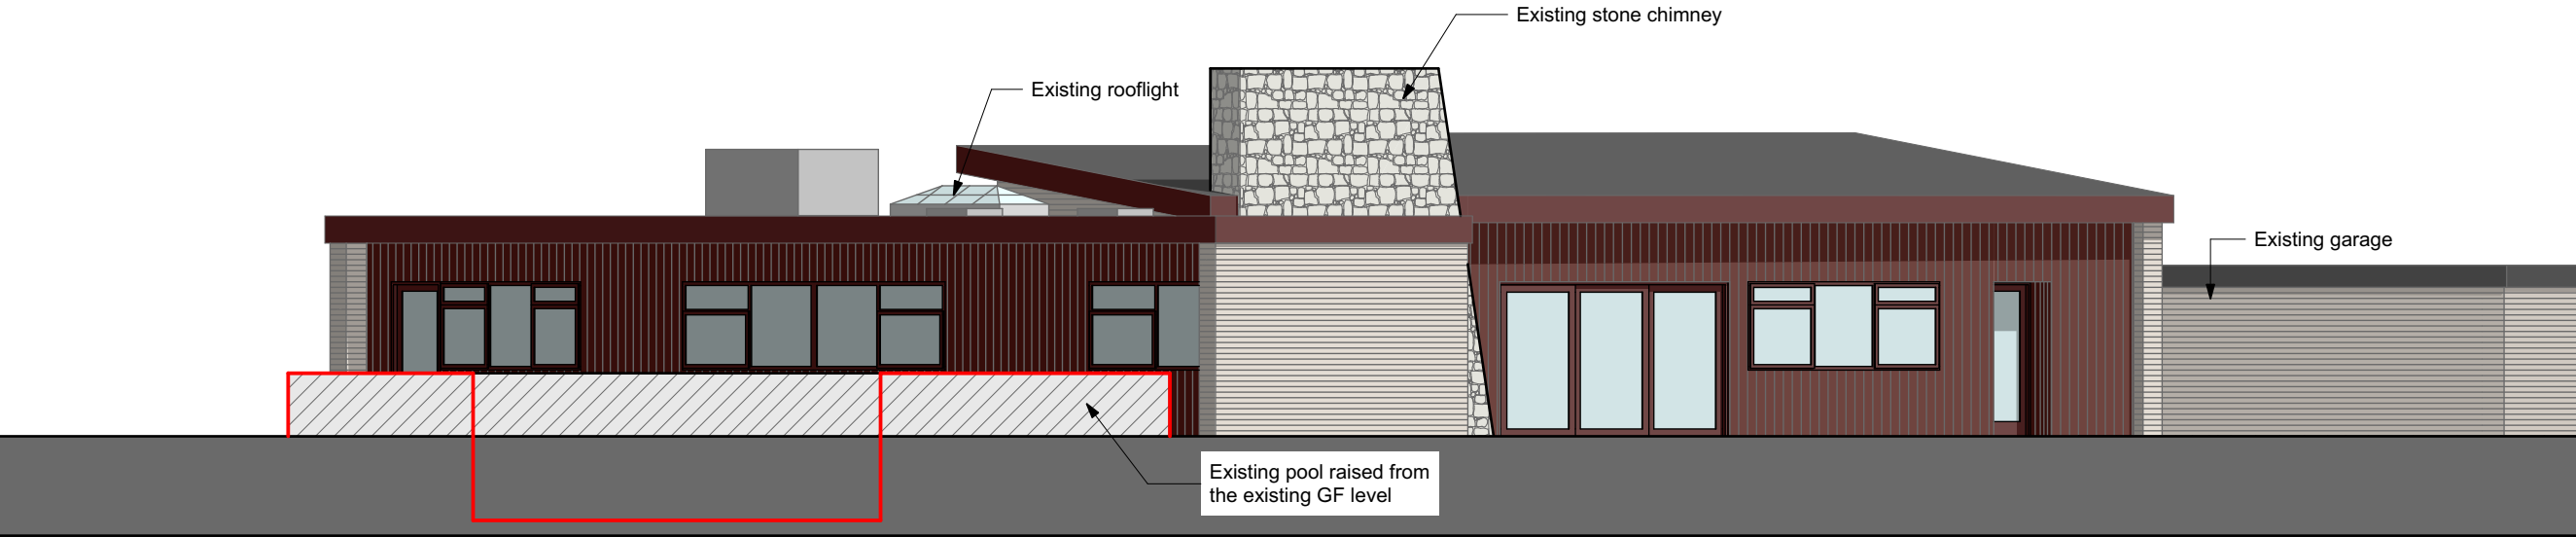 Existing stone chimney
Existing rooflight
Existing garage
Existing pool raised from
the existing GF level